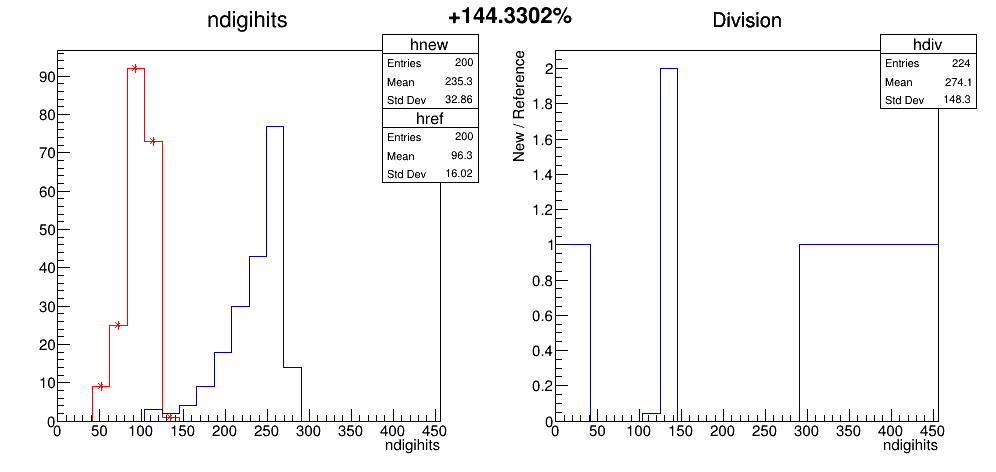 +144.3302%
ndigihits
hnew
Entries 200
Mean 235.3
Std Dev 32.86
href
Entries 200
Mean 96.3
Std Dev 16.02
90
80
70
60
50
40
30
20
10
0
0 50 100 150 200 250 300 350 400 450
ndigihits
Division
hdiv
Entries 224
Mean 274.1
Std Dev 148.3
New / Reference
2
1.8
1.6
1.4
1.2
1
0.8
0.6
0.4
0.2
0
0 50 100 150 200 250 300 350 400 450
ndigihits